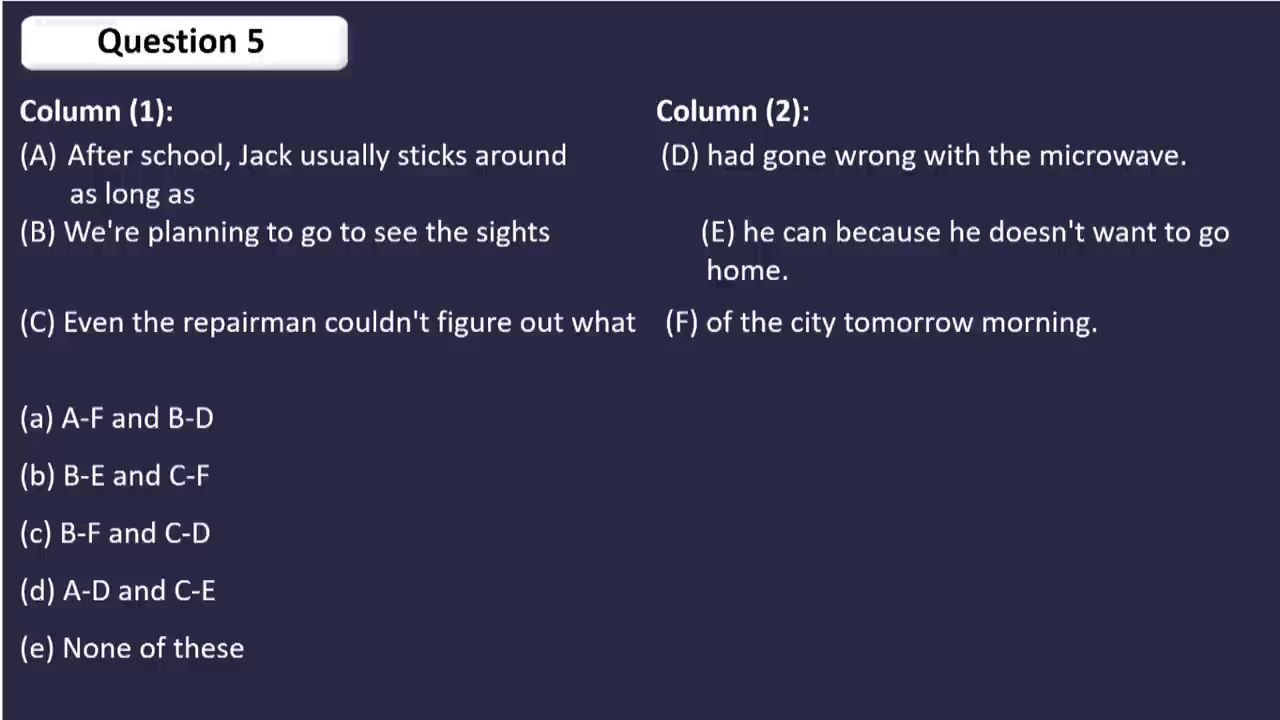 Question 5
Column (1):
Column (2):
(A) After school, Jack usually sticks around
as long as
(D) had gone wrong with the microwave.
(B) We're planning to go to see the sights
(E) he can because he doesn't want to go
home.
(C) Even the repairman couldn't figure out what
(F) of the city tomorrow morning.
(a) A-F and B-D
(b) B-E and C-F
(c) B-F and C-D
(d) A-D and C-E
(e) None of these